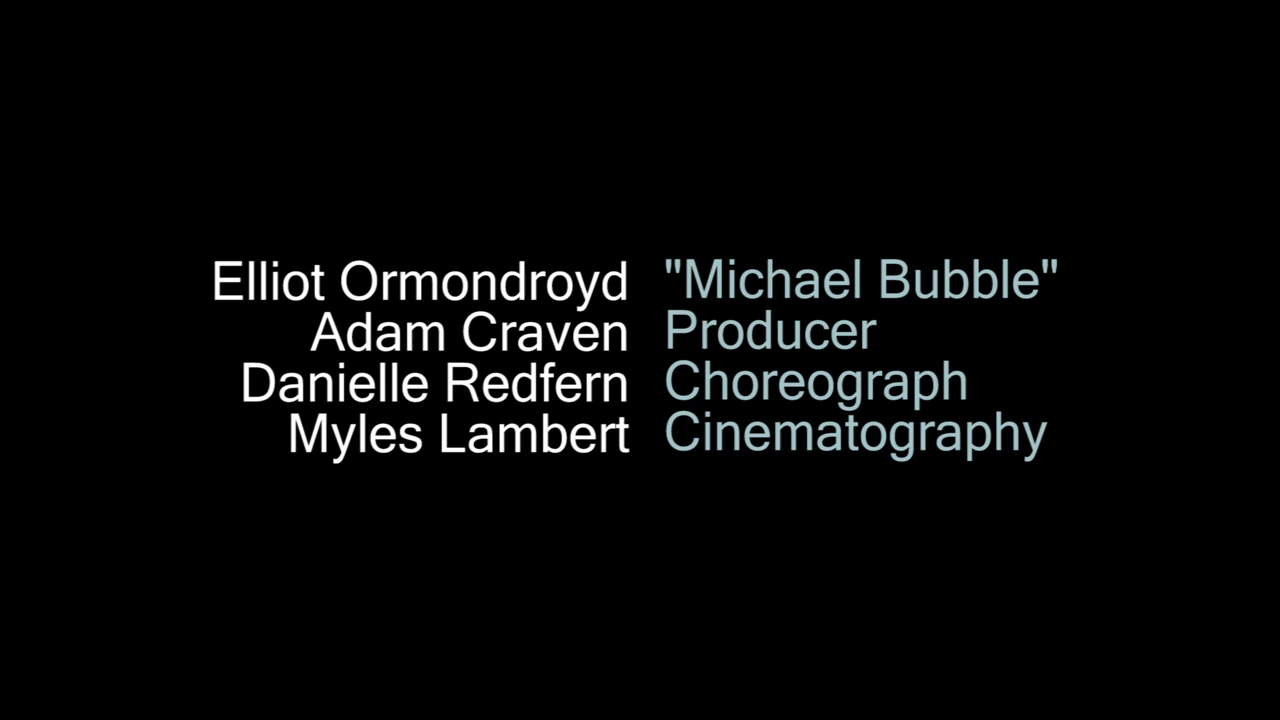 Elliot Ormondroyd "Michael Bubble"
Adam Craven Producer
Danielle Redfern Choreograph
Myles Lambert Cinematography